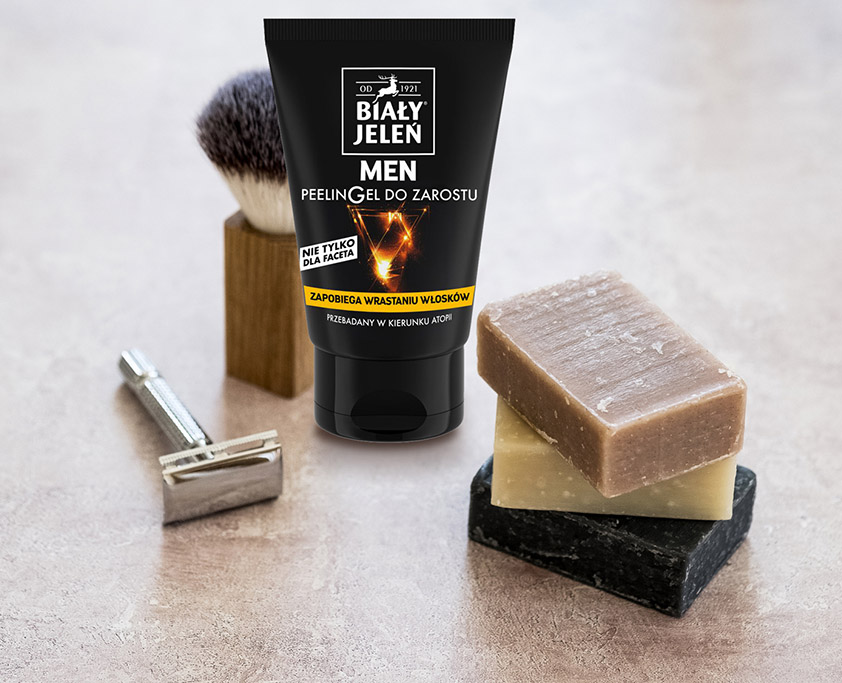 OD 1921
BIAŁY®
JELEŃ
MEN
PEELINGEL DO ZAROSTU
NIE TYLKO
DLA FACETA
ZAPOBIEGA WRASTANIU WŁOSKÓW
PRZEBADANY W KIERUNKU ATOPII